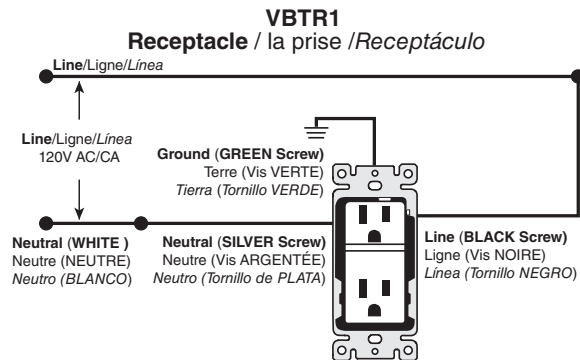 VBTR1
Receptacle / la prise /Receptáculo
Line/Ligne/Línea
Line/Ligne/Línea
120V AC/CA
Ground (GREEN Screw)
Terre (Vis VERTE)
Tierra (Tornillo VERDE)
Neutral (WHITE )
Neutre (NEUTRE)
Neutro (BLANCO)
Neutral (SILVER Screw)
Neutre (Vis ARGENTÉE)
Neutro (Tornillo de PLATA)
Line (BLACK Screw)
Ligne (Vis NOIRE)
Línea (Tornillo NEGRO)